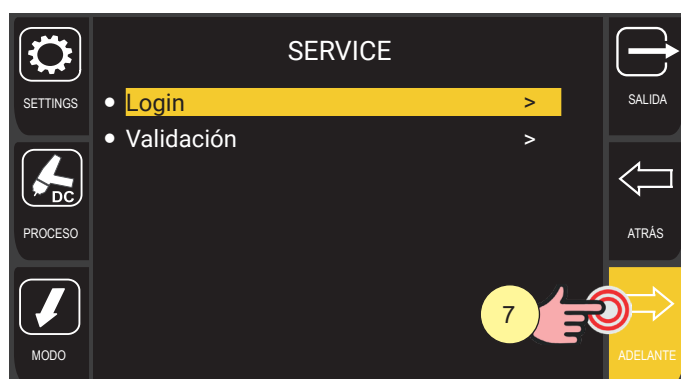 SERVICE
SETTINGS
• Login >
• Validación >
DC
PROCESO
MODO
SALIDA
ATRÁS
7
ADELANTE